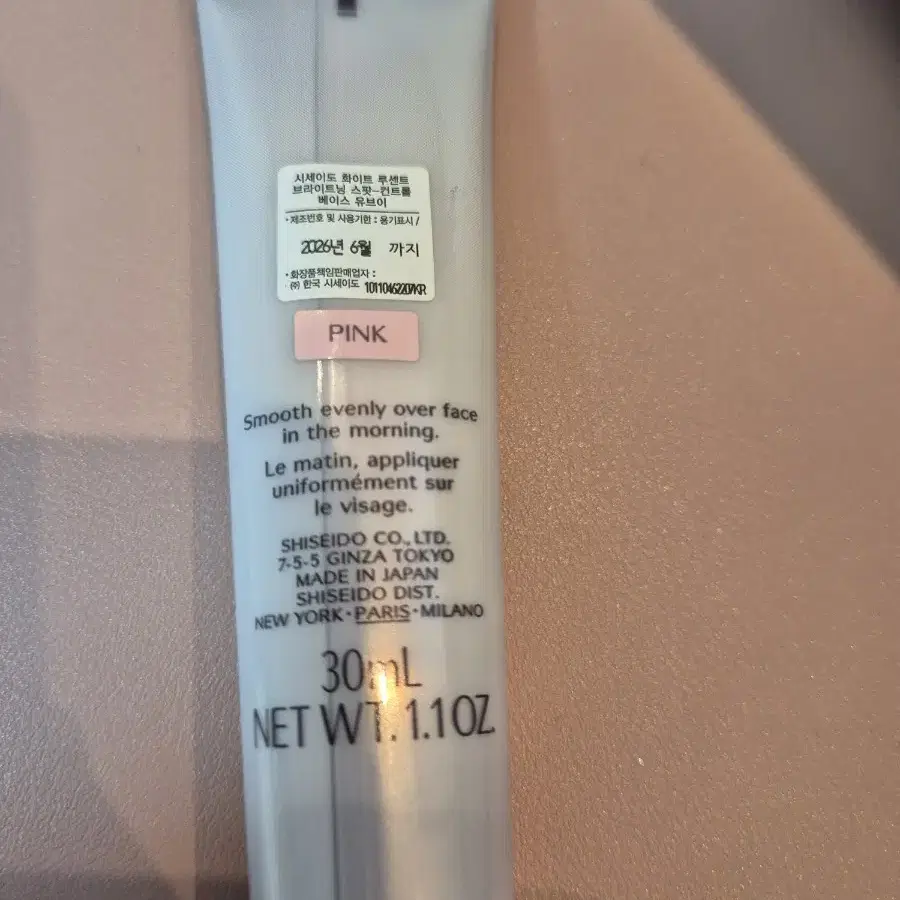 시세이도 화이트 루센트
브라이트닝 스팟-컨트롤
베이스 유브이
•제조번호 및 사용기한 : 용기표시 /
2026년 6월 까지
•화장품책임판매업자 :
㈜ 한국 시세이도 10110462207KR
PINK
Smooth evenly over face
in the morning.
Le matin, appliquer
uniformément sur
le visage.
SHISEIDO CO., LTD.
7-5-5 GINZA TOKYO
MADE IN JAPAN
SHISEIDO DIST.
NEW YORK・PARIS・MILANO
30mL
NET WT. 1.1 OZ.